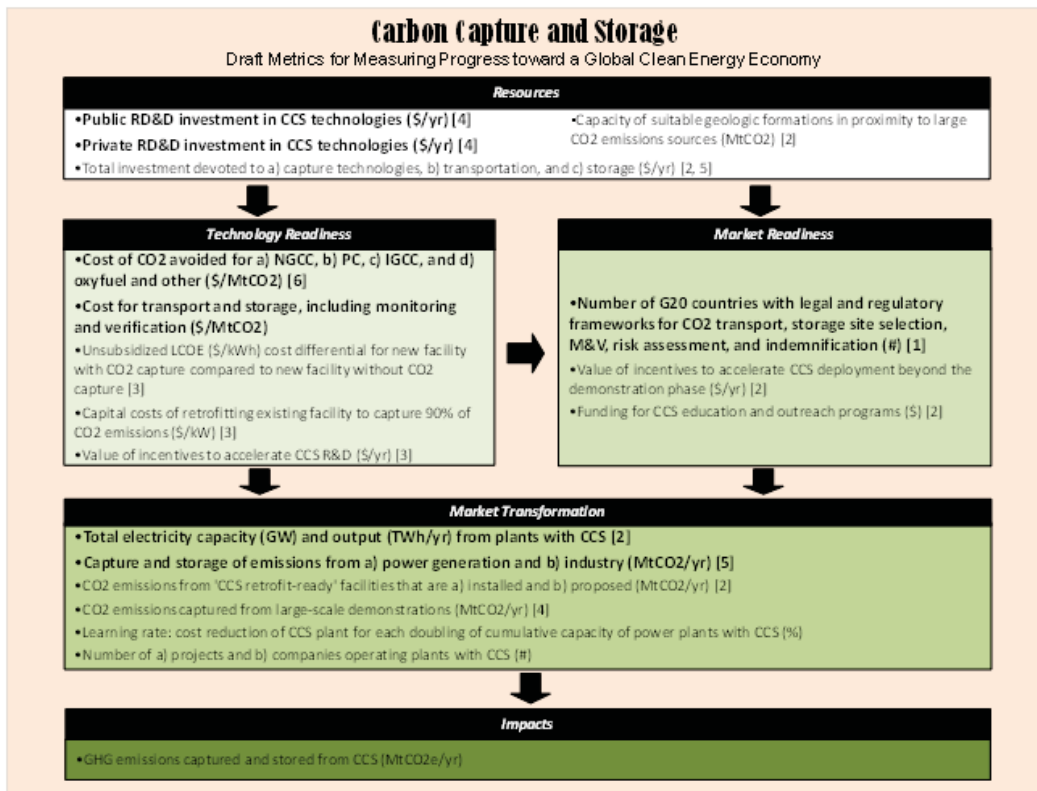 Carbon Capture and Storage
Draft Metrics for Measuring Progress toward a Global Clean Energy Economy
Resources
•Public RD&D investment in CCS technologies ($/yr) [4]
•Private RD&D investment in CCS technologies ($/yr) [4]
•Total investment devoted to a) capture technologies, b) transportation, and c) storage ($/yr) [2, 5]
•Capacity of suitable geologic formations in proximity to large
CO2 emissions sources (MtCO2) [2]
Technology Readiness
•Cost of CO2 avoided for a) NGCC, b) PC, c) IGCC, and d)
oxyfuel and other ($/MtCO2) [6]
•Cost for transport and storage, including monitoring
and verification ($/MtCO2)
•Unsubsidized LCOE ($/kWh) cost differential for new facility
with CO2 capture compared to new facility without CO2
capture [3]
•Capital costs of retrofitting existing facility to capture 90% of
CO2 emissions ($/kW) [3]
•Value of incentives to accelerate CCS R&D ($/yr) [3]
Market Readiness
•Number of G20 countries with legal and regulatory
frameworks for CO2 transport, storage site selection,
M&V, risk assessment, and indemnification (#) [1]
•Value of incentives to accelerate CCS deployment beyond the
demonstration phase ($/yr) [2]
•Funding for CCS education and outreach programs ($) [2]
Market Transformation
•Total electricity capacity (GW) and output (TWh/yr) from plants with CCS [2]
•Capture and storage of emissions from a) power generation and b) industry (MtCO2/yr) [5]
•CO2 emissions from 'CCS retrofit-ready' facilities that are a) installed and b) proposed (MtCO2/yr) [2]
•CO2 emissions captured from large-scale demonstrations (MtCO2/yr) [4]
•Learning rate: cost reduction of CCS plant for each doubling of cumulative capacity of power plants with CCS (%)
•Number of a) projects and b) companies operating plants with CCS (#)
Impacts
•GHG emissions captured and stored from CCS (MtCO2e/yr)